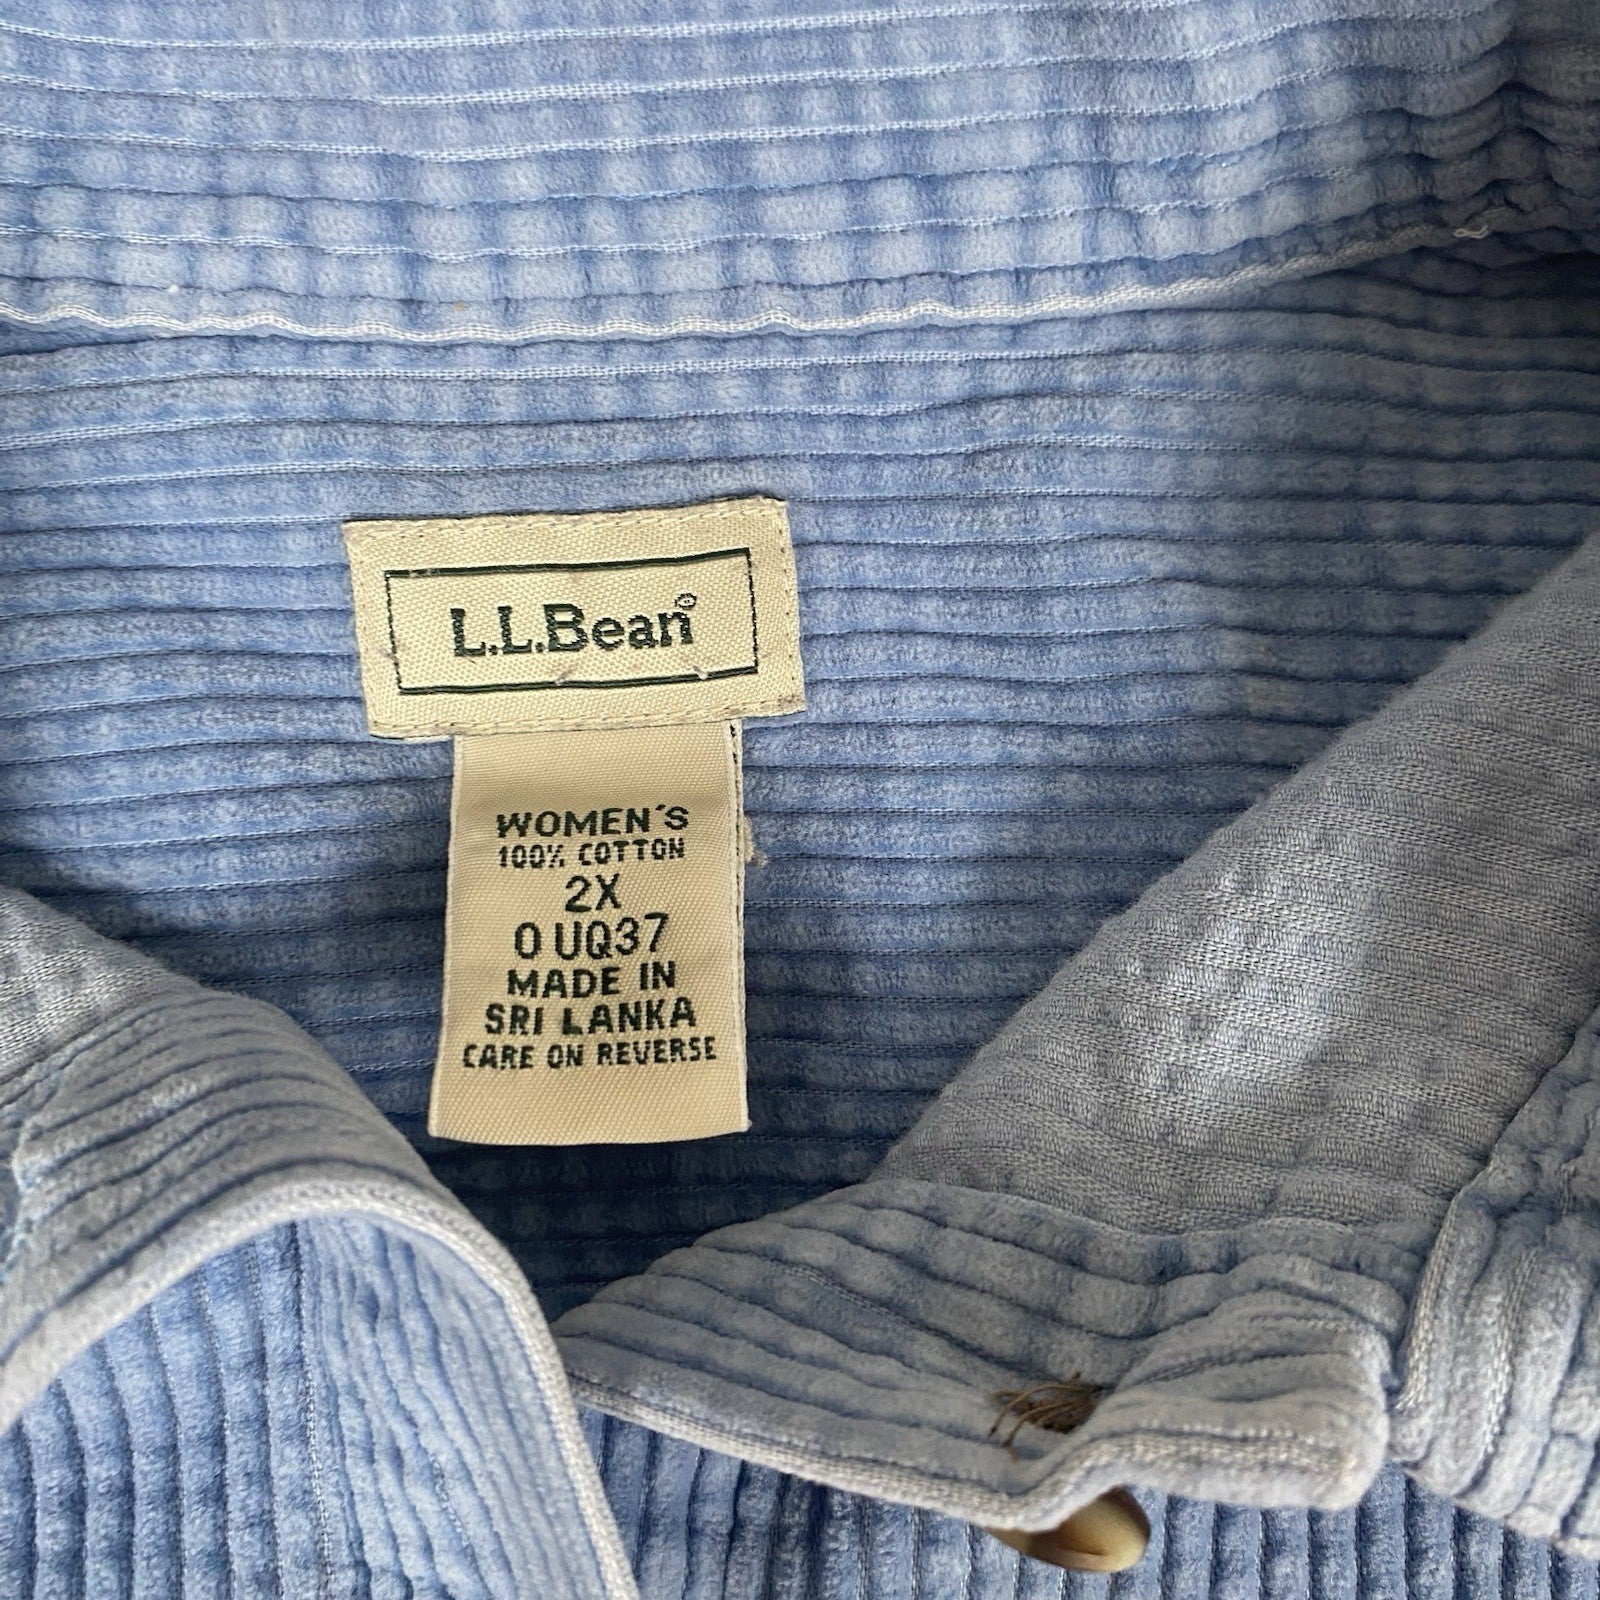 L.L.Bean®
WOMEN'S
100% COTTON
2X
0 UQ37
MADE IN
SRI LANKA
CARE ON REVERSE